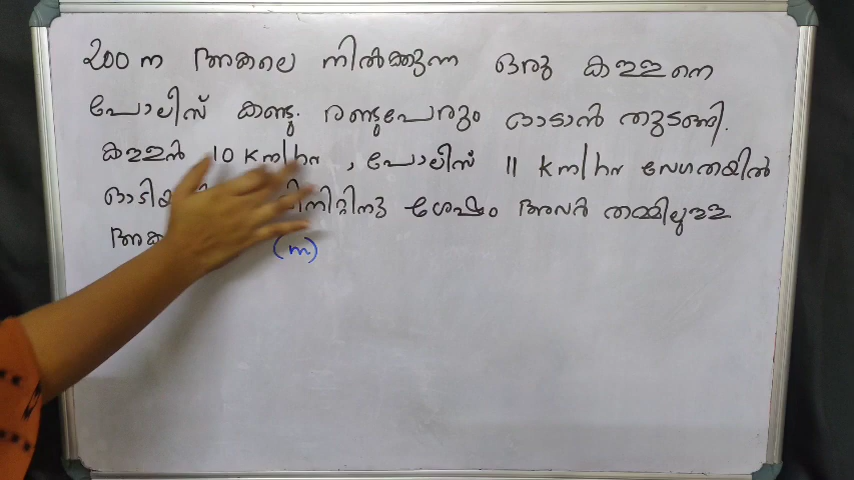 200 m അകലെ നിൽക്കുന്ന ഒരു കള്ളനെ
പോലീസ് കണ്ടു. രണ്ടുപേരും ഓടാൻ തുടങ്ങി.
കള്ളൻ 10 Km/hr , പോലീസ് 11 Km/hr വേഗതയിൽ
ശേഷം അവർ തമ്മിലുള്ള
(m)